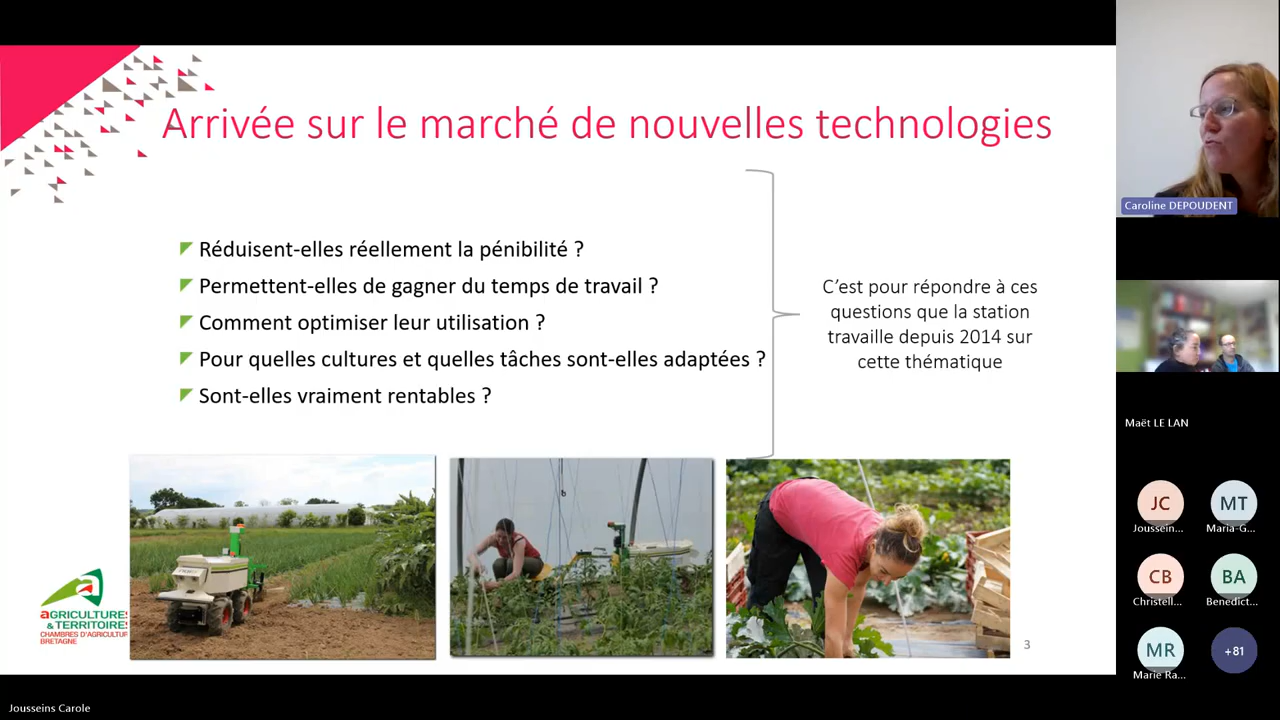 Arrivée sur le marché de nouvelles technologies
Réduisent-elles réellement la pénibilité ?
Permettent-elles de gagner du temps de travail ?
Comment optimiser leur utilisation ?
Pour quelles cultures et quelles tâches sont-elles adaptées ?
Sont-elles vraiment rentables ?
C'est pour répondre à ces
questions que la station
travaille depuis 2014 sur
cette thématique
AGRICULTURES
& TERRITOIRES
CHAMBRES D'AGRICULTUR
BRETAGNE
3
Jousseins Carole
Caroline DEPOUDENT
Maët LE LAN
JC
MT
Joussein...
Maria-G...
CB
BA
Christell...
Benedict...
MR
+81
Marie Ra...